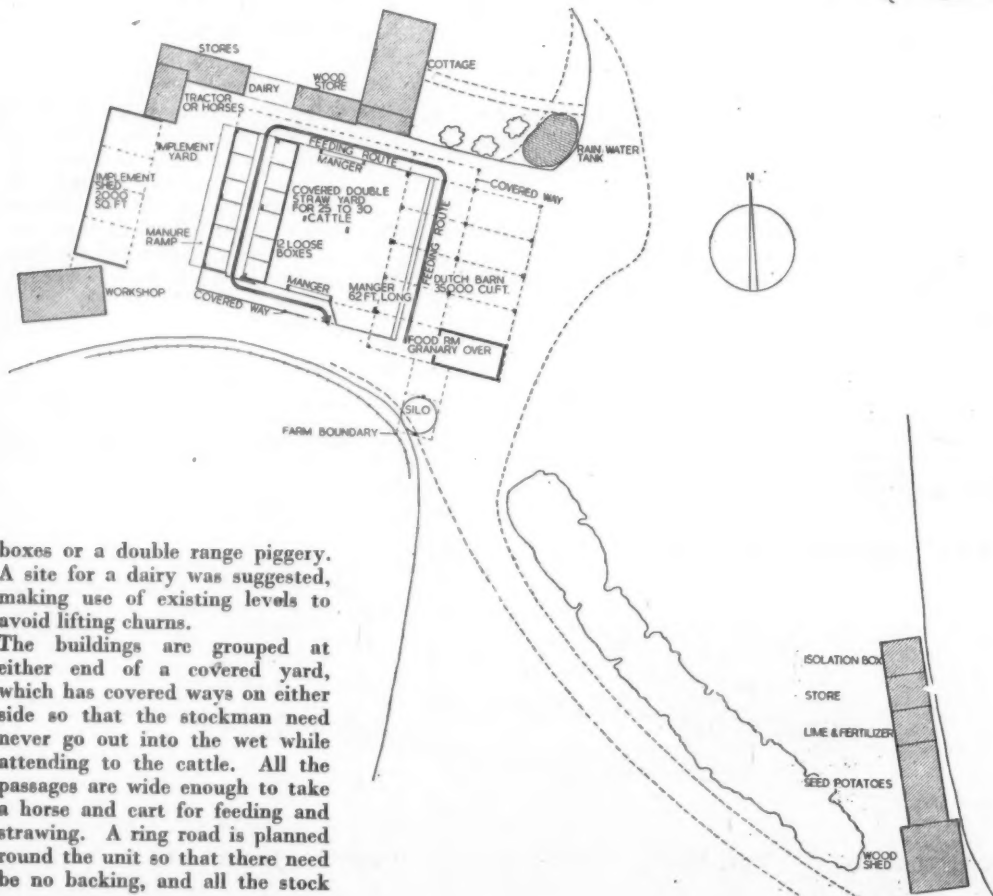 STORES
COTTAGE
WOOD
STORE
DAIRY
TRACTOR
OR HORSES
RAIN WATER
TANK
IMPLEMENT
YARD
FEEDING ROUTE
MANGER
COVERED WAY
N
IMPLEMENT
SHED
2000
SQ. FT
COVERED DOUBLE
STRAW YARD
FOR 25 TO 30
CATTLE
FEEDING ROUTE
MANURE
RAMP
12 LOOSE
BOXES
MANGER
MANGER
62 FT. LONG
DUTCH BARN
35000 CU.FT.
WORKSHOP
COVERED WAY
FOOD RM
GRANARY OVER
SILO
FARM BOUNDARY
boxes or a double range piggery.
A site for a dairy was suggested,
making use of existing levels to
avoid lifting churns.
The buildings are grouped at
either end of a covered yard,
which has covered ways on either
side so that the stockman need
never go out into the wet while
attending to the cattle. All the
passages are wide enough to take
a horse and cart for feeding and
strawing. A ring road is planned
round the unit so that there need
be no backing, and all the stock
ISOLATION BOX
STORE
LIME & FERTILIZER
SEED POTATOES
WOOD
SHED